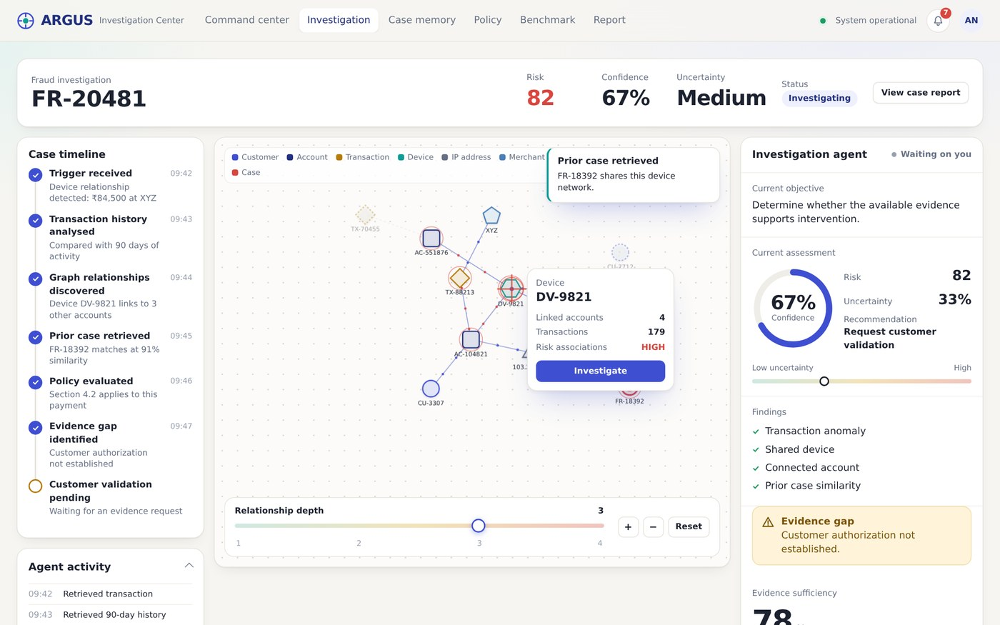 ARGUS Investigation Center Command center Investigation Case memory Policy Benchmark Report System operational 7 AN
Fraud investigation
FR-20481
Risk
82
Confidence
67%
Uncertainty
Medium
Status
Investigating
View case report
Case timeline
Trigger received 09:42
Device relationship
detected: ₹84,500 at XYZ
Transaction history 09:43
analysed
Compared with 90 days of
activity
Graph relationships 09:44
discovered
Device DV-9821 links to 3
other accounts
Prior case retrieved 09:45
FR-18392 matches at 91%
similarity
Policy evaluated 09:46
Section 4.2 applies to this
payment
Evidence gap 09:47
identified
Customer authorization
not established
Customer validation
pending
Waiting for an evidence request
Agent activity
09:42 Retrieved transaction
09:43 Retrieved 90-day history
Customer Account Transaction Device IP address Merchant
Case
Prior case retrieved
FR-18392 shares this device
network.
TX-70455
XYZ
AC-551876
CU-7712
TX-88213
DV-9821
AC-104821
103.
CU-3307
FR-18392
Device
DV-9821
Linked accounts 4
Transactions 179
Risk associations HIGH
Investigate
Relationship depth 3
1 2 3 4
+ − Reset
Investigation agent Waiting on you
Current objective
Determine whether the available evidence
supports intervention.
Current assessment
67%
Confidence
Risk 82
Uncertainty 33%
Recommendation
Request customer
validation
Low uncertainty High
Findings
Transaction anomaly
Shared device
Connected account
Prior case similarity
Evidence gap
Customer authorization not
established.
Evidence sufficiency
78